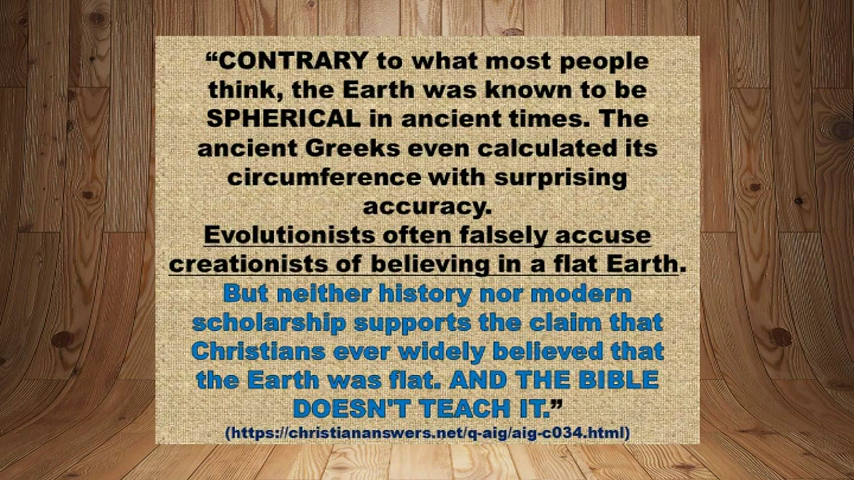 “CONTRARY to what most people
think, the Earth was known to be
SPHERICAL in ancient times. The
ancient Greeks even calculated its
circumference with surprising
accuracy.
Evolutionists often falsely accuse
creationists of believing in a flat Earth.
But neither history nor modern
scholarship supports the claim that
Christians ever widely believed that
the Earth was flat. AND THE BIBLE
DOESN'T TEACH IT.”
(https://christiananswers.net/q-aig/aig-c034.html)